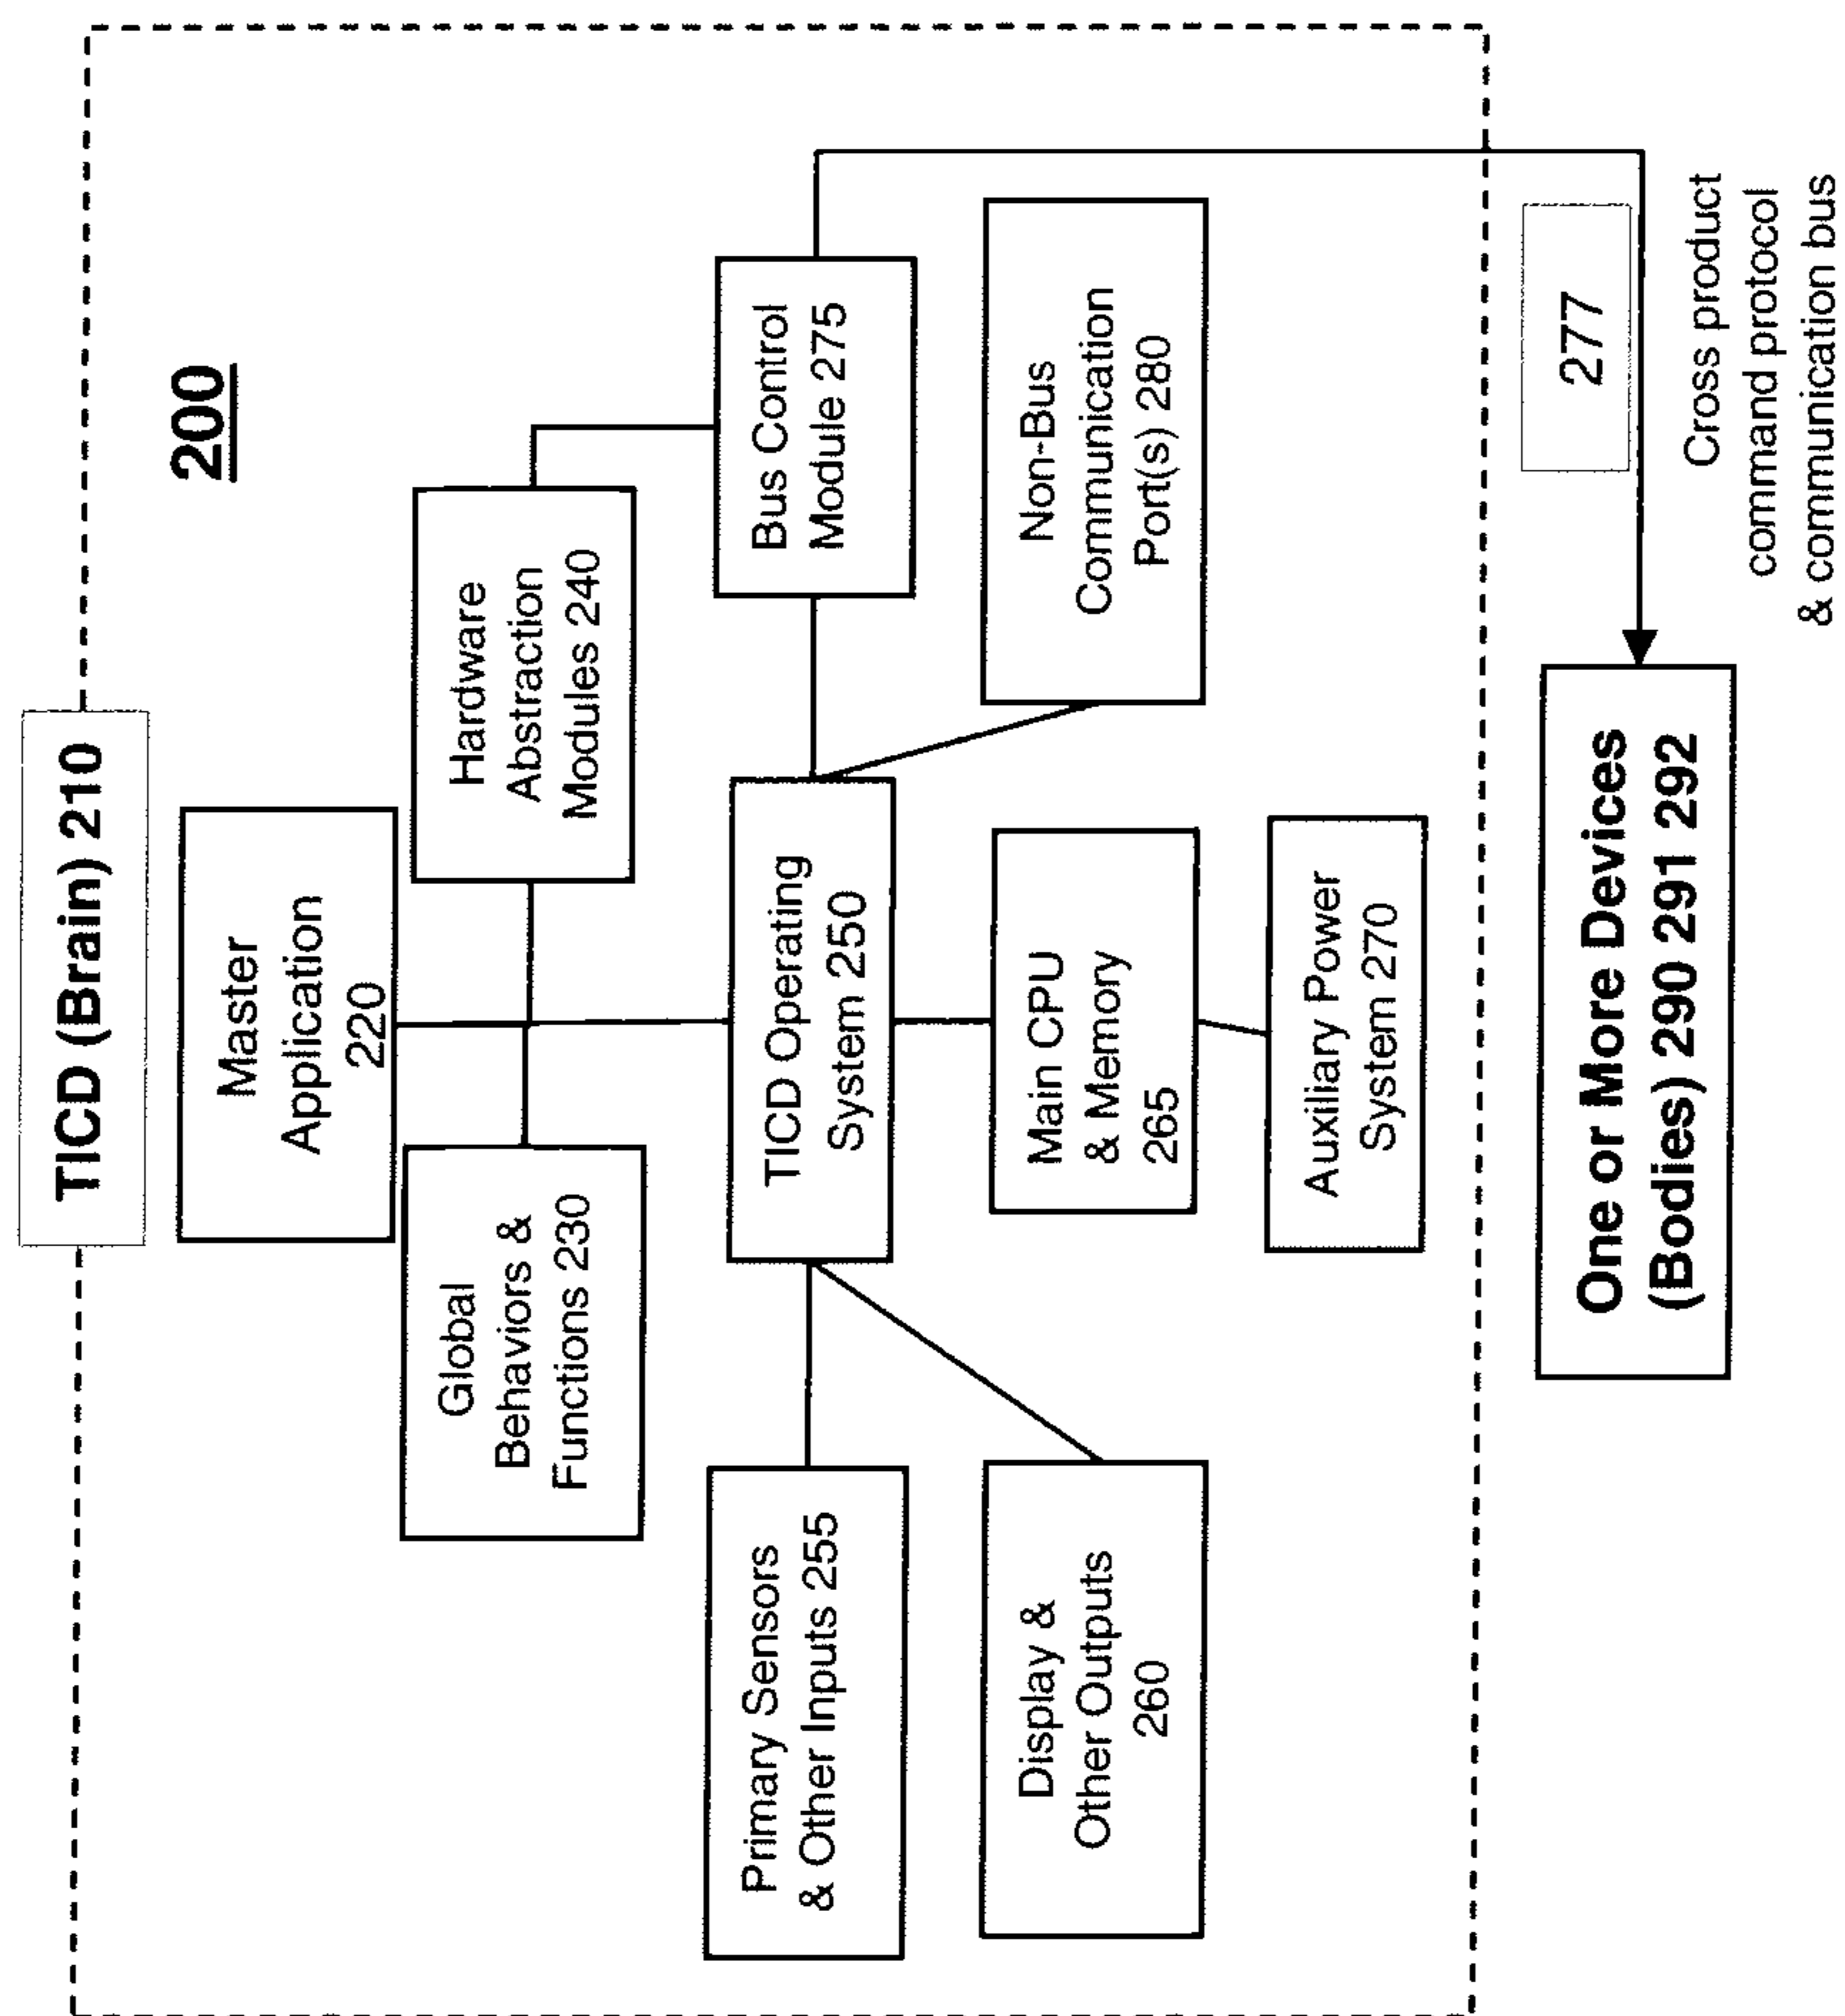 TICD (Brain) 210
200
Master
Application
220
Global
Behaviors &
Functions 230
Hardware
Abstraction
Modules 240
Primary Sensors
& Other Inputs 255
TICD Operating
System 250
Bus Control
Module 275
Display &
Other Outputs
260
Main CPU
& Memory
265
Non-Bus
Communication
Port(s) 280
Auxiliary Power
System 270
277
One or More Devices
(Bodies) 290 291 292
Cross product
command protocol
& communication bus